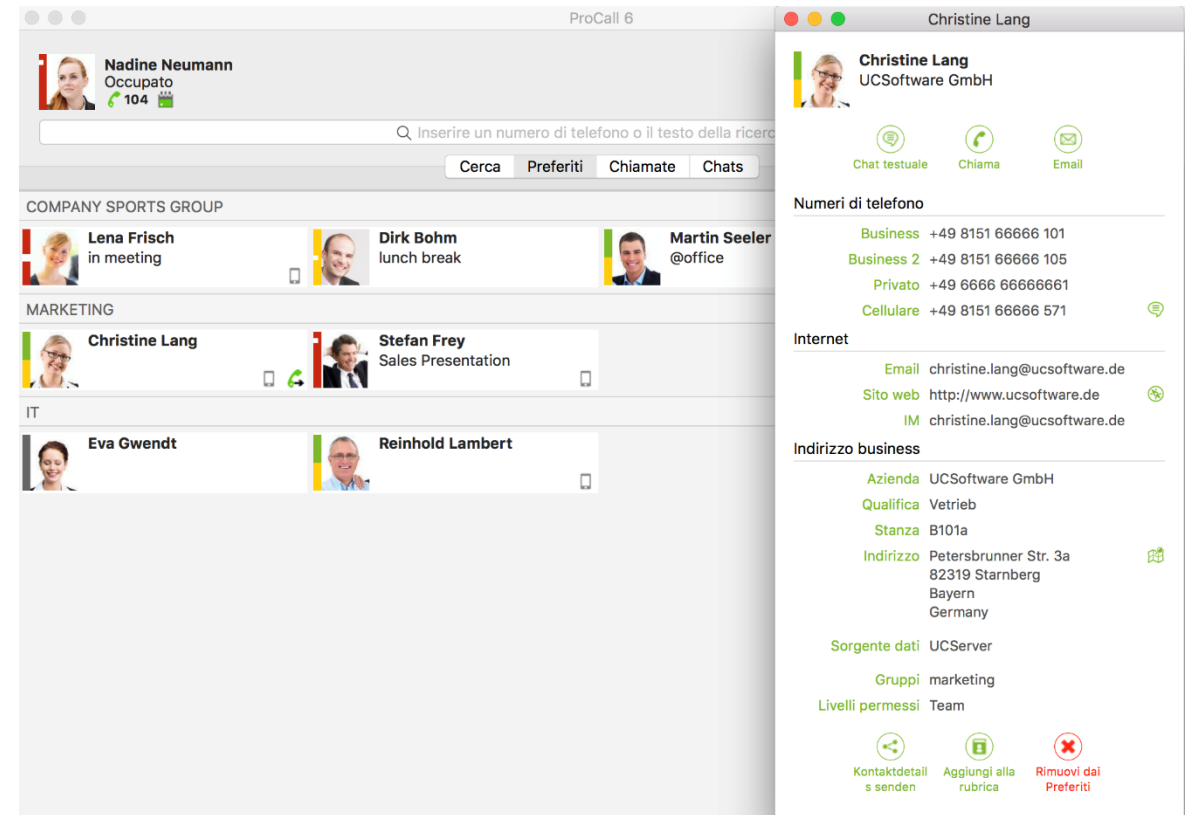 ProCall 6
Nadine Neumann
Occupato
104
Inserire un numero di telefono o il testo della ricerc
Cerca
Preferiti
Chiamate
Chats
COMPANY SPORTS GROUP
Lena Frisch
in meeting
Dirk Bohm
lunch break
Martin Seeler
@office
MARKETING
Christine Lang
Stefan Frey
Sales Presentation
IT
Eva Gwendt
Reinhold Lambert
Christine Lang
Christine Lang
UCSoftware GmbH
Chat testuale
Chiama
Email
Numeri di telefono
Business +49 8151 66666 101
Business 2 +49 8151 66666 105
Privato +49 6666 66666661
Cellulare +49 8151 66666 571
Internet
Email christine.lang@ucsoftware.de
Sito web http://www.ucsoftware.de
IM christine.lang@ucsoftware.de
Indirizzo business
Azienda UCSoftware GmbH
Qualifica Vetrieb
Stanza B101a
Indirizzo Petersbrunner Str. 3a
82319 Starnberg
Bayern
Germany
Sorgente dati UCServer
Gruppi marketing
Livelli permessi Team
Kontaktdetail
s senden
Aggiungi alla
rubrica
Rimuovi dai
Preferiti